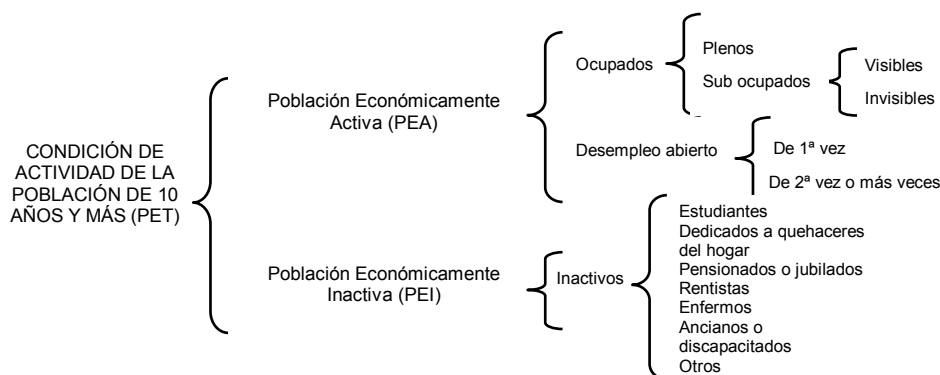 CONDICIÓN DE
ACTIVIDAD DE LA
POBLACIÓN DE 10
AÑOS Y MÁS (PET)
Población Económicamente
Activa (PEA)
Ocupados
Plenos
Sub ocupados
Visibles
Invisibles
Desempleo abierto
De 1ª vez
De 2ª vez o más veces
Población Económicamente
Inactiva (PEI)
Inactivos
Estudiantes
Dedicados a quehaceres
del hogar
Pensionados o jubilados
Rentistas
Enfermos
Ancianos o
discapacitados
Otros